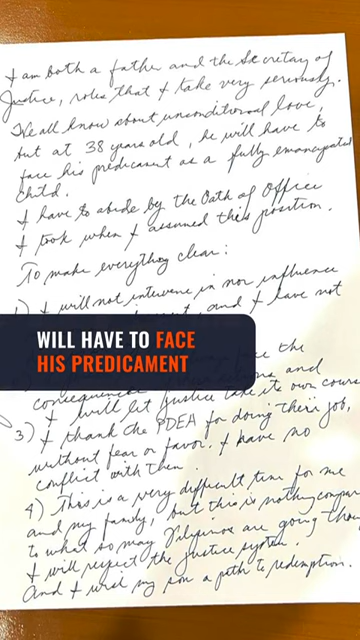 I am both a father and the Secretary of
Justice, roles that I take very seriously.
We all know about unconditional love,
but at 38 years old, he will have to
face his predicament as a fully emancipated
child.
I have to abide by the Oath of Office
I took when I assumed this position.
To make everything clear:
1) I will not intervene in nor influence
and I have not
WILL HAVE TO FACE
HIS PREDICAMENT
the
and
I will let justice take its own cours
3) I thank the PDEA for doing their job,
without fear or favor. I have no
conflict with them.
4) This is a very difficult time for me
and my family, but this is nothing compar
to what so may Filipinos are going thou
I will respect the justice system.
And I wish my son a path to redemption.